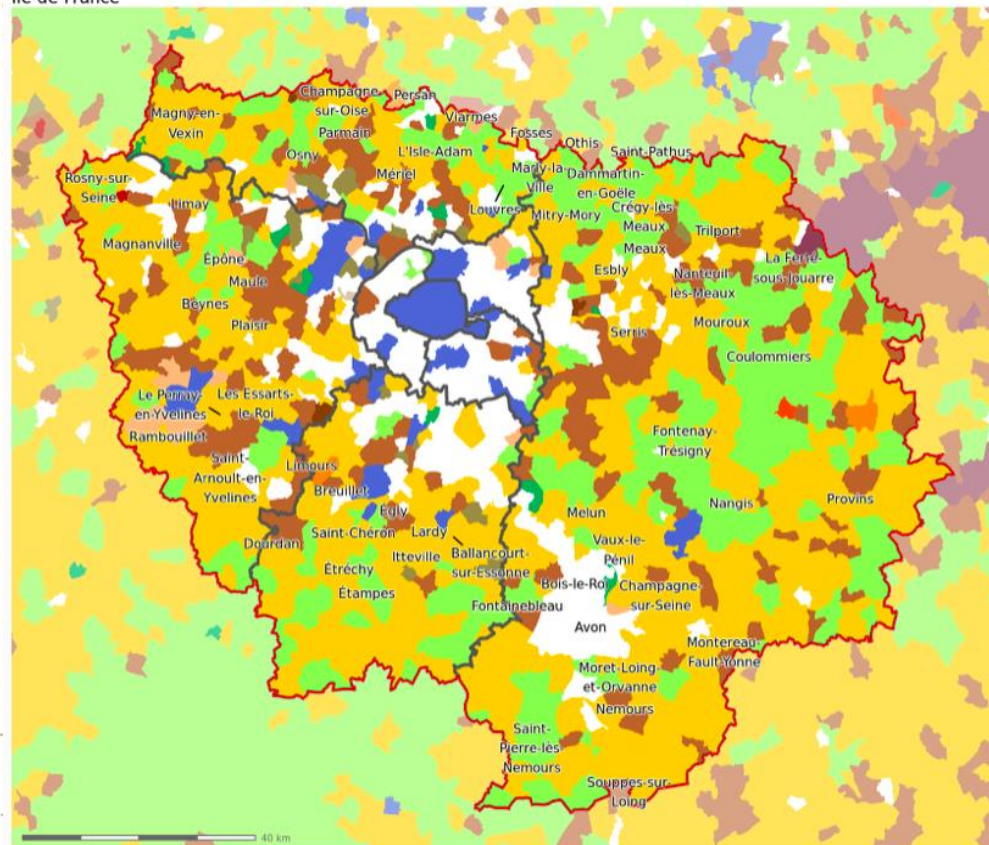 Île de France
Champagne-
sur-Oise
Persan
Magny-en-
Vexin
Viarmes
Parmain
Fosses
Othis
Osny
L'Isle-Adam
Saint-Pathus
Mériel
Marly-la-
Ville
Dammartin-
en-Goële
Rosny-sur-
Seine
Limay
Louvres
Mitry-Mory
Crégy-lès-
Meaux
Trilport
Magnanville
Meaux
Épône
Esbly
Nanteuil-
lès-Meaux
La Ferté-
sous-Jouarre
Maule
Beynes
Plaisir
Serris
Mouroux
Coulommiers
Le Perray-
en-Yvelines
Les Essarts-
le-Roi
Rambouillet
Fontenay-
Trésigny
Saint-
Arnoult-en-
Yvelines
Limours
Breuillet
Nangis
Provins
Égly
Melun
Saint-Chéron
Lardy
Dourdan
Vaux-le-
Pénil
Itteville
Ballancourt-
sur-Essonne
Étréchy
Bois-le-Roi
Champagne-
sur-Seine
Étampes
Fontainebleau
Avon
Montereau-
Fault-Yonne
Moret-Loing-
et-Orvanne
Nemours
Saint-
Pierre-lès-
Nemours
Souppes-sur-
Loing
40 km